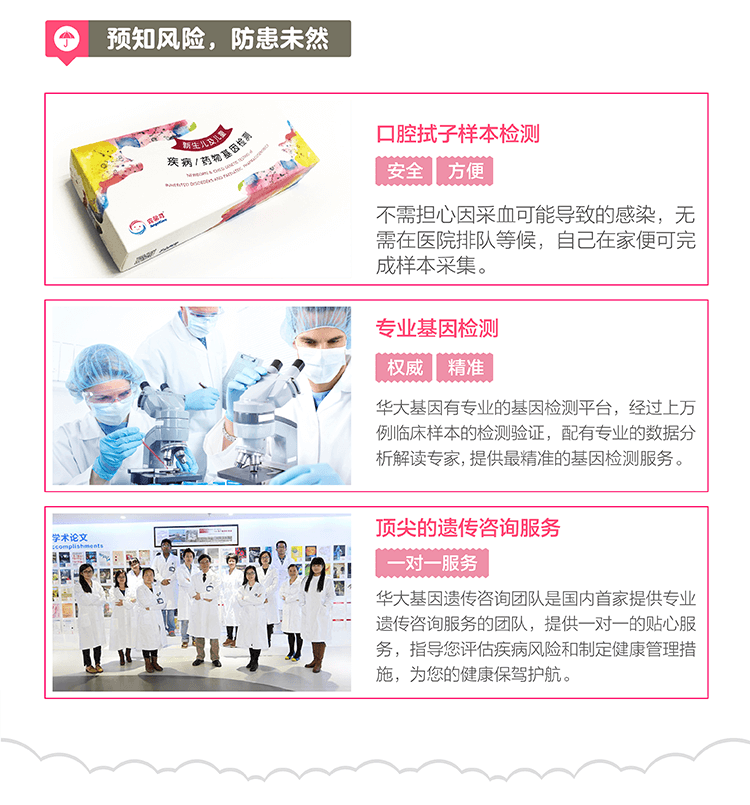 预知风险，防患未然
新生儿及儿童
疾病/药物基因检测
口腔拭子样本检测
安全 方便
不需担心因采血可能导致的感染，无
需在医院排队等候，自己在家便可完
成样本采集。
专业基因检测
权威 精准
华大基因有专业的基因检测平台，经过上万
例临床样本的检测验证，配有专业的数据分
析解读专家，提供最精准的基因检测服务。
学术论文
accomplishments
顶尖的遗传咨询服务
一对一服务
华大基因遗传咨询团队是国内首家提供专业
遗传咨询服务的团队，提供一对一的贴心服
务，指导您评估疾病风险和制定健康管理措
施，为您的健康保驾护航。